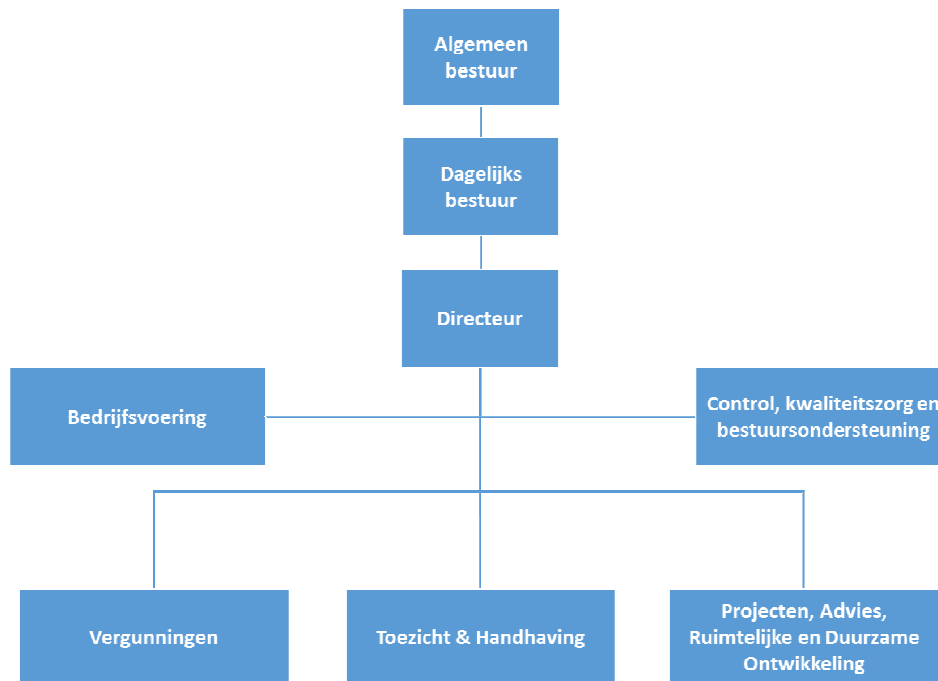 Algemeen
bestuur
Dagelijks
bestuur
Directeur
Bedrijfsvoering
Control, kwaliteitszorg en
bestuursondersteuning
Vergunningen
Toezicht & Handhaving
Projecten, Advies,
Ruimtelijke en Duurzame
Ontwikkeling